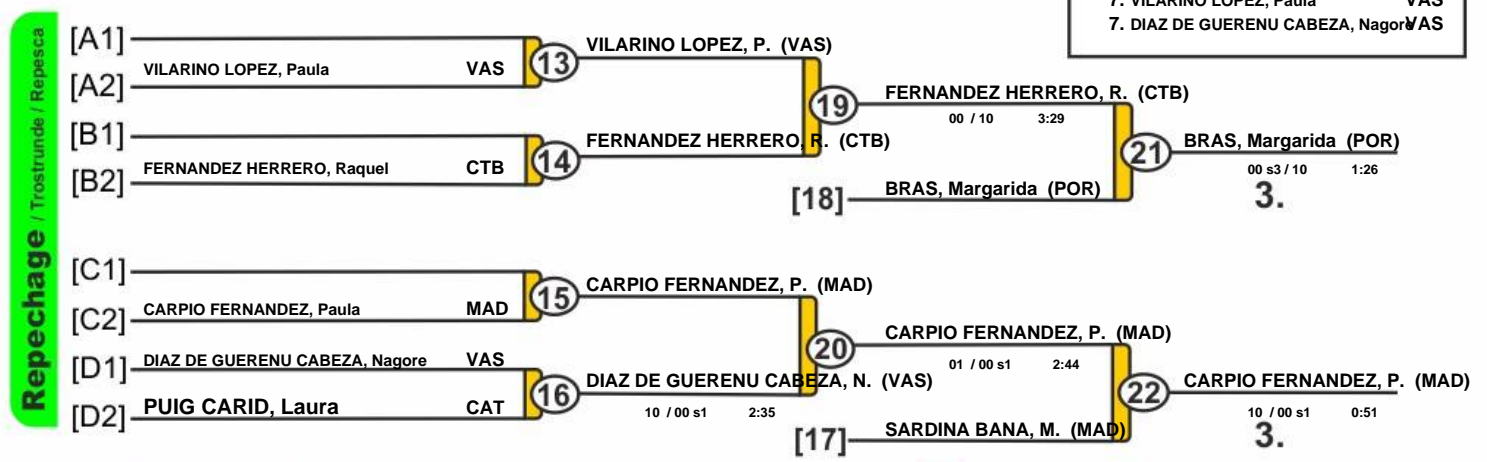 7. VILARINO LOPEZ, Paula VAS
7. DIAZ DE GUERENU CABEZA, Nagore VAS
Repechage / Trostrunde / Repesca
[A1]
VILARINO LOPEZ, Paula VAS
[A2]
13
VILARINO LOPEZ, P. (VAS)
[B1]
FERNANDEZ HERRERO, Raquel CTB
[B2]
14
FERNANDEZ HERRERO, R. (CTB)
19
FERNANDEZ HERRERO, R. (CTB)
00 / 10 3:29
[18]
BRAS, Margarida (POR)
21
BRAS, Margarida (POR)
00 s3 / 10 1:26
3.
[C1]
CARPIO FERNANDEZ, Paula MAD
[C2]
15
CARPIO FERNANDEZ, P. (MAD)
[D1]
DIAZ DE GUERENU CABEZA, Nagore VAS
[D2]
PUIG CARID, Laura CAT
16
DIAZ DE GUERENU CABEZA, N. (VAS)
10 / 00 s1 2:35
20
CARPIO FERNANDEZ, P. (MAD)
01 / 00 s1 2:44
[17]
SARDINA BANA, M. (MAD)
22
CARPIO FERNANDEZ, P. (MAD)
10 / 00 s1 0:51
3.